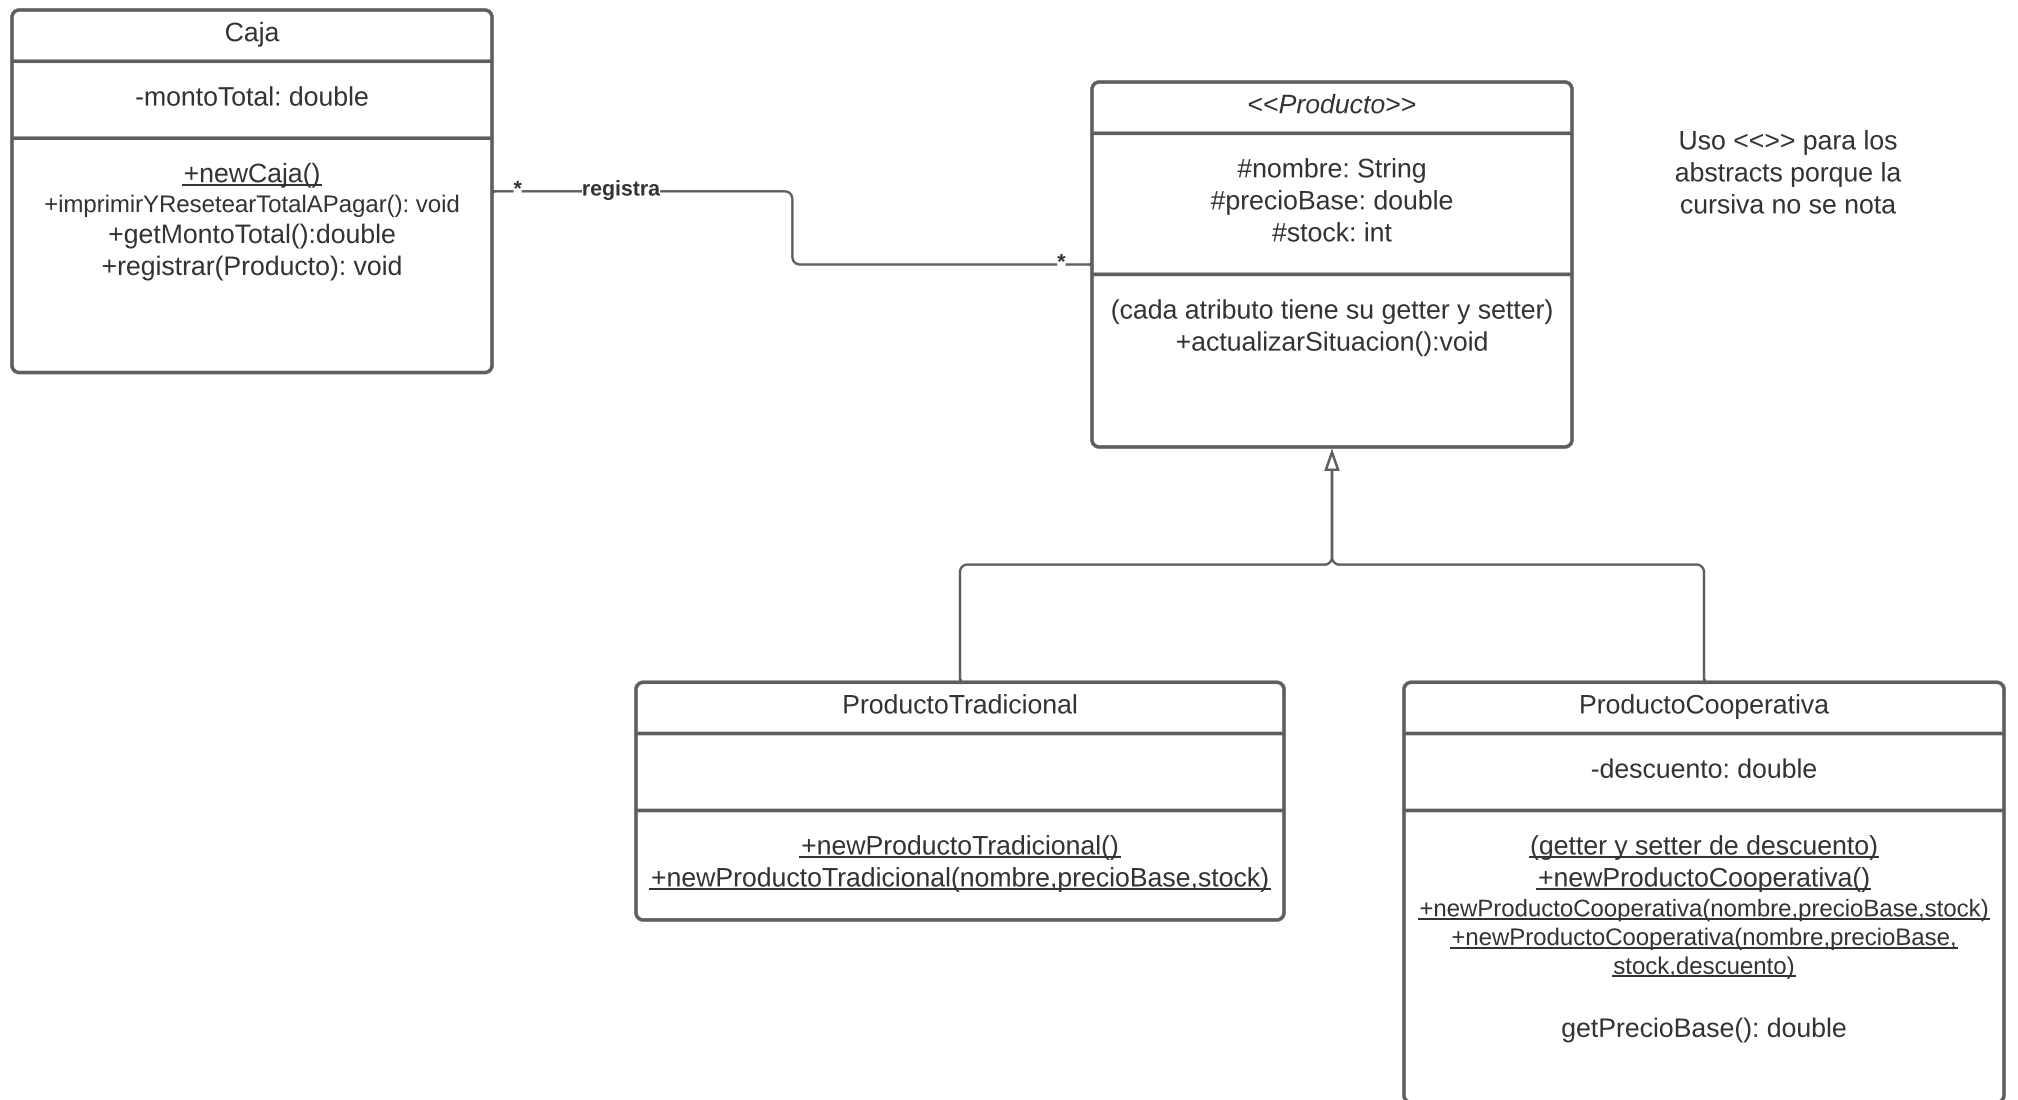 Caja
-montoTotal: double
+newCaja()
+imprimirYResetearTotalAPagar(): void
+getMontoTotal():double
+registrar(Producto): void
*
registra
*
<<Producto>>
#nombre: String
#precioBase: double
#stock: int
(cada atributo tiene su getter y setter)
+actualizarSituacion():void
Uso <<>> para los
abstracts porque la
cursiva no se nota
ProductoTradicional
+newProductoTradicional()
+newProductoTradicional(nombre,precioBase,stock)
ProductoCooperativa
-descuento: double
(getter y setter de descuento)
+newProductoCooperativa()
+newProductoCooperativa(nombre,precioBase,stock)
+newProductoCooperativa(nombre,precioBase,
stock,descuento)
getPrecioBase(): double